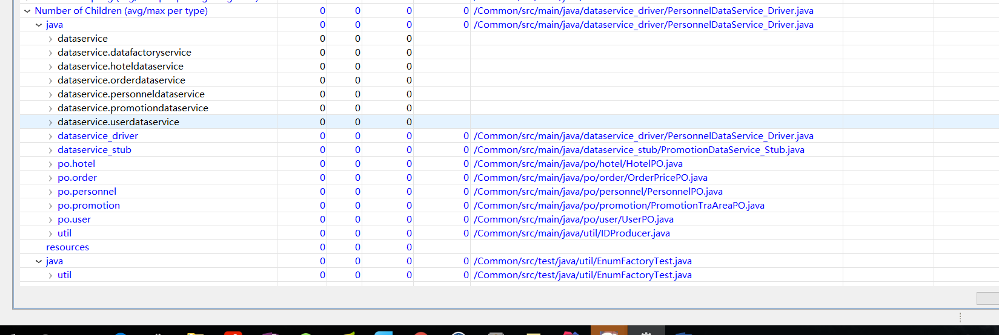 Number of Children (avg/max per type) 0 0 0 0 /Common/src/main/java/dataservice_driver/PersonnelDataService_Driver.java
java 0 0 0 0 /Common/src/main/java/dataservice_driver/PersonnelDataService_Driver.java
dataservice 0 0 0
dataservice.datafactoryservice 0 0 0
dataservice.hoteldataservice 0 0 0
dataservice.orderdataservice 0 0 0
dataservice.personneldataservice 0 0 0
dataservice.promotiondataservice 0 0 0
dataservice.userdataservice 0 0 0
dataservice_driver 0 0 0 0 /Common/src/main/java/dataservice_driver/PersonnelDataService_Driver.java
dataservice_stub 0 0 0 0 /Common/src/main/java/dataservice_stub/PromotionDataService_Stub.java
po.hotel 0 0 0 0 /Common/src/main/java/po/hotel/HotelPO.java
po.order 0 0 0 0 /Common/src/main/java/po/order/OrderPricePO.java
po.personnel 0 0 0 0 /Common/src/main/java/po/personnel/PersonnelPO.java
po.promotion 0 0 0 0 /Common/src/main/java/po/promotion/PromotionTraAreaPO.java
po.user 0 0 0 0 /Common/src/main/java/po/user/UserPO.java
util 0 0 0 0 /Common/src/main/java/util/IDProducer.java
resources 0 0 0
java 0 0 0 0 /Common/src/test/java/util/EnumFactoryTest.java
util 0 0 0 0 /Common/src/test/java/util/EnumFactoryTest.java